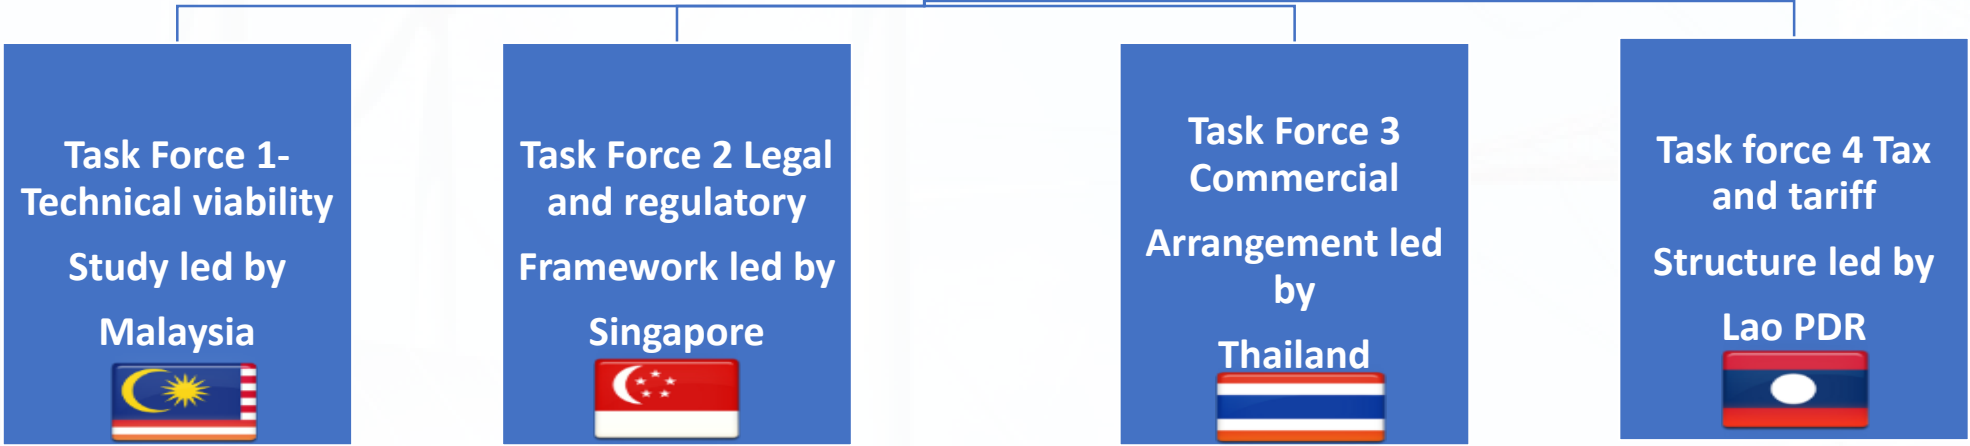 Task Force 1-
Technical viability
Study led by
Malaysia
Task Force 2 Legal
and regulatory
Framework led by
Singapore
Task Force 3
Commercial
Arrangement led
by
Thailand
Task force 4 Tax
and tariff
Structure led by
Lao PDR